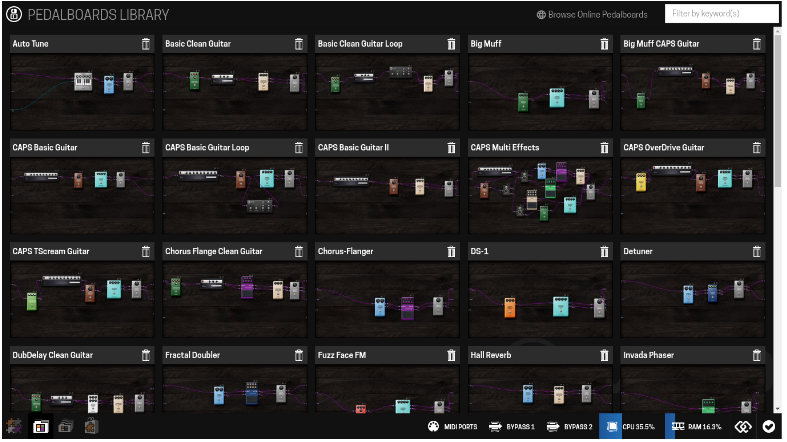 PEDALBOARDS LIBRARY
Browse Online Pedalboards
Filter by keyword(s)
Auto Tune
Basic Clean Guitar
Basic Clean Guitar Loop
Big Muff
Big Muff CAPS Guitar
CAPS Basic Guitar
CAPS Basic Guitar Loop
CAPS Basic Guitar II
CAPS Multi Effects
CAPS OverDrive Guitar
CAPS TScream Guitar
Chorus Flange Clean Guitar
Chorus-Flanger
DS-1
Detuner
DubDelay Clean Guitar
Fractal Doubler
Fuzz Face FM
Hall Reverb
Invada Phaser
MIDI PORTS
BYPASS 1
BYPASS 2
CPU 35.5%
RAM 16.3%